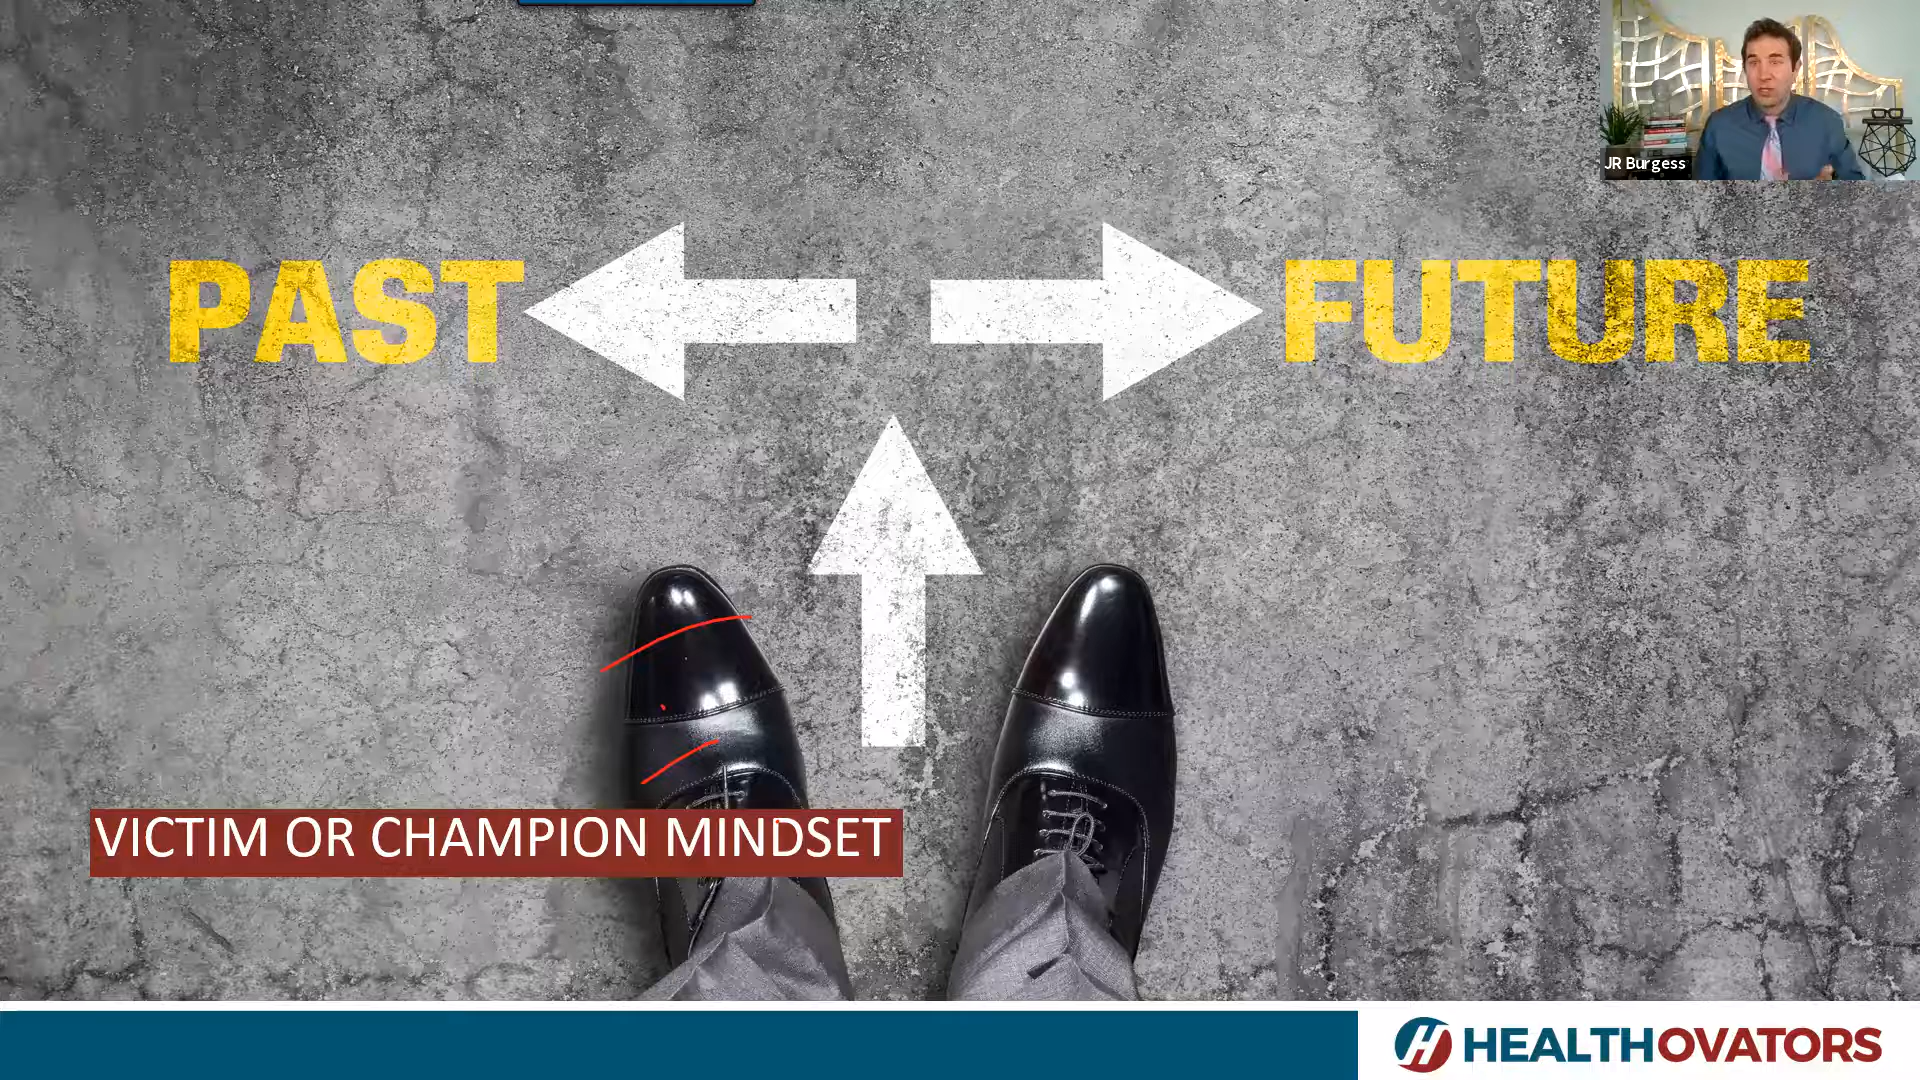 JR Burgess
PAST
FUTURE
VICTIM OR CHAMPION MINDSET
HEALTHOVATORS